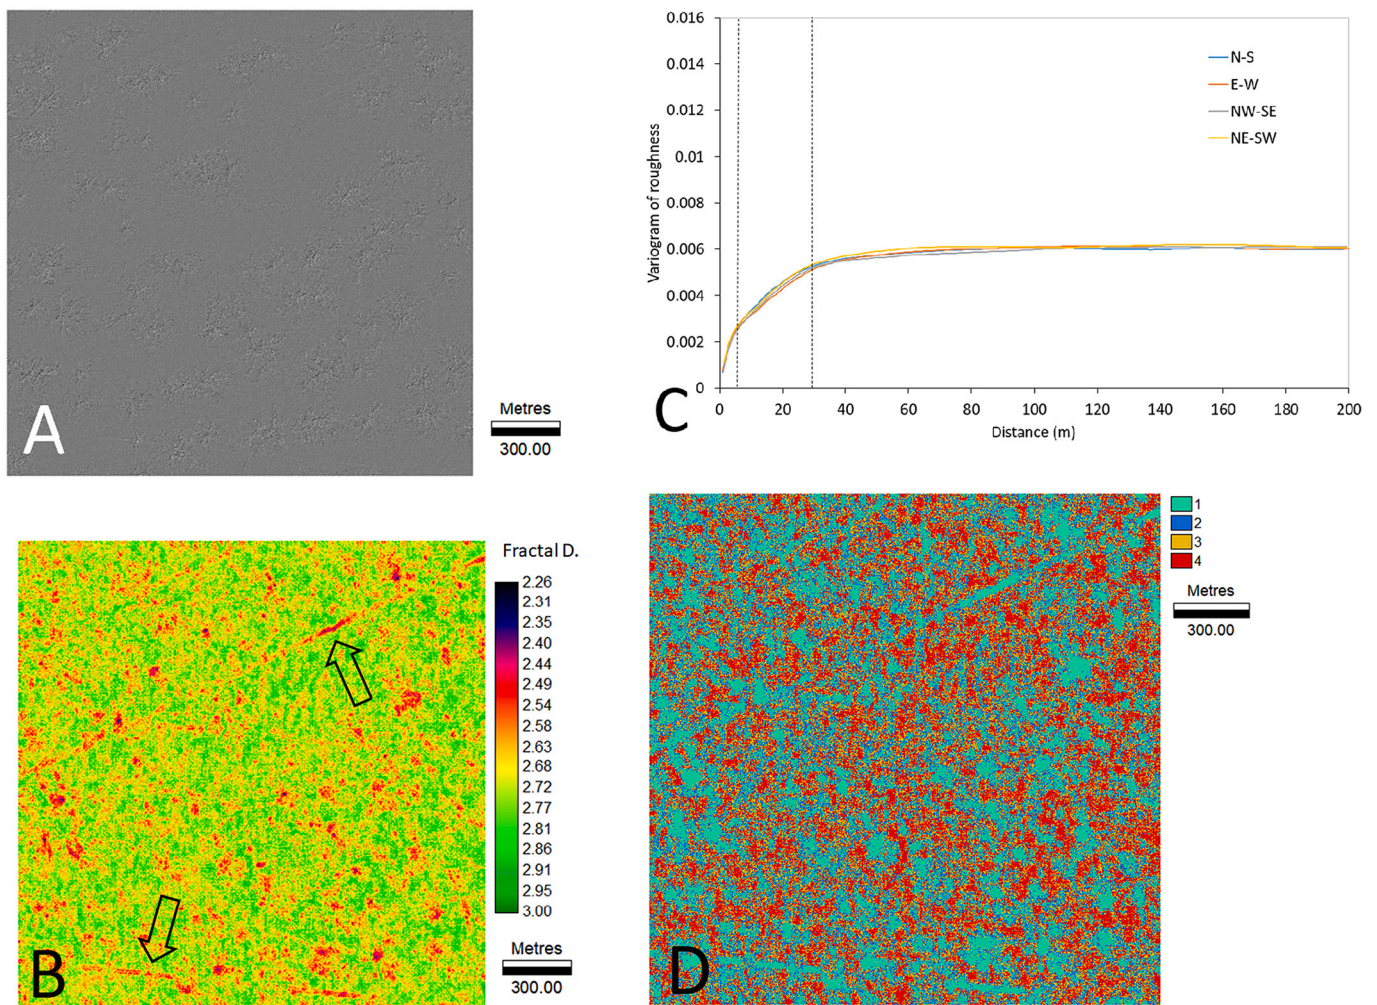 A
Metres
300.00
0.016
0.014
0.012
0.01
0.008
0.006
0.004
0.002
0
Variogram of roughness
N-S
E-W
NW-SE
NE-SW
0 20 40 60 80 100 120 140 160 180 200
Distance (m)
C
B
Fractal D.
2.26
2.31
2.35
2.40
2.44
2.49
2.54
2.58
2.63
2.68
2.72
2.77
2.81
2.86
2.91
2.95
3.00
Metres
300.00
D
1
2
3
4
Metres
300.00